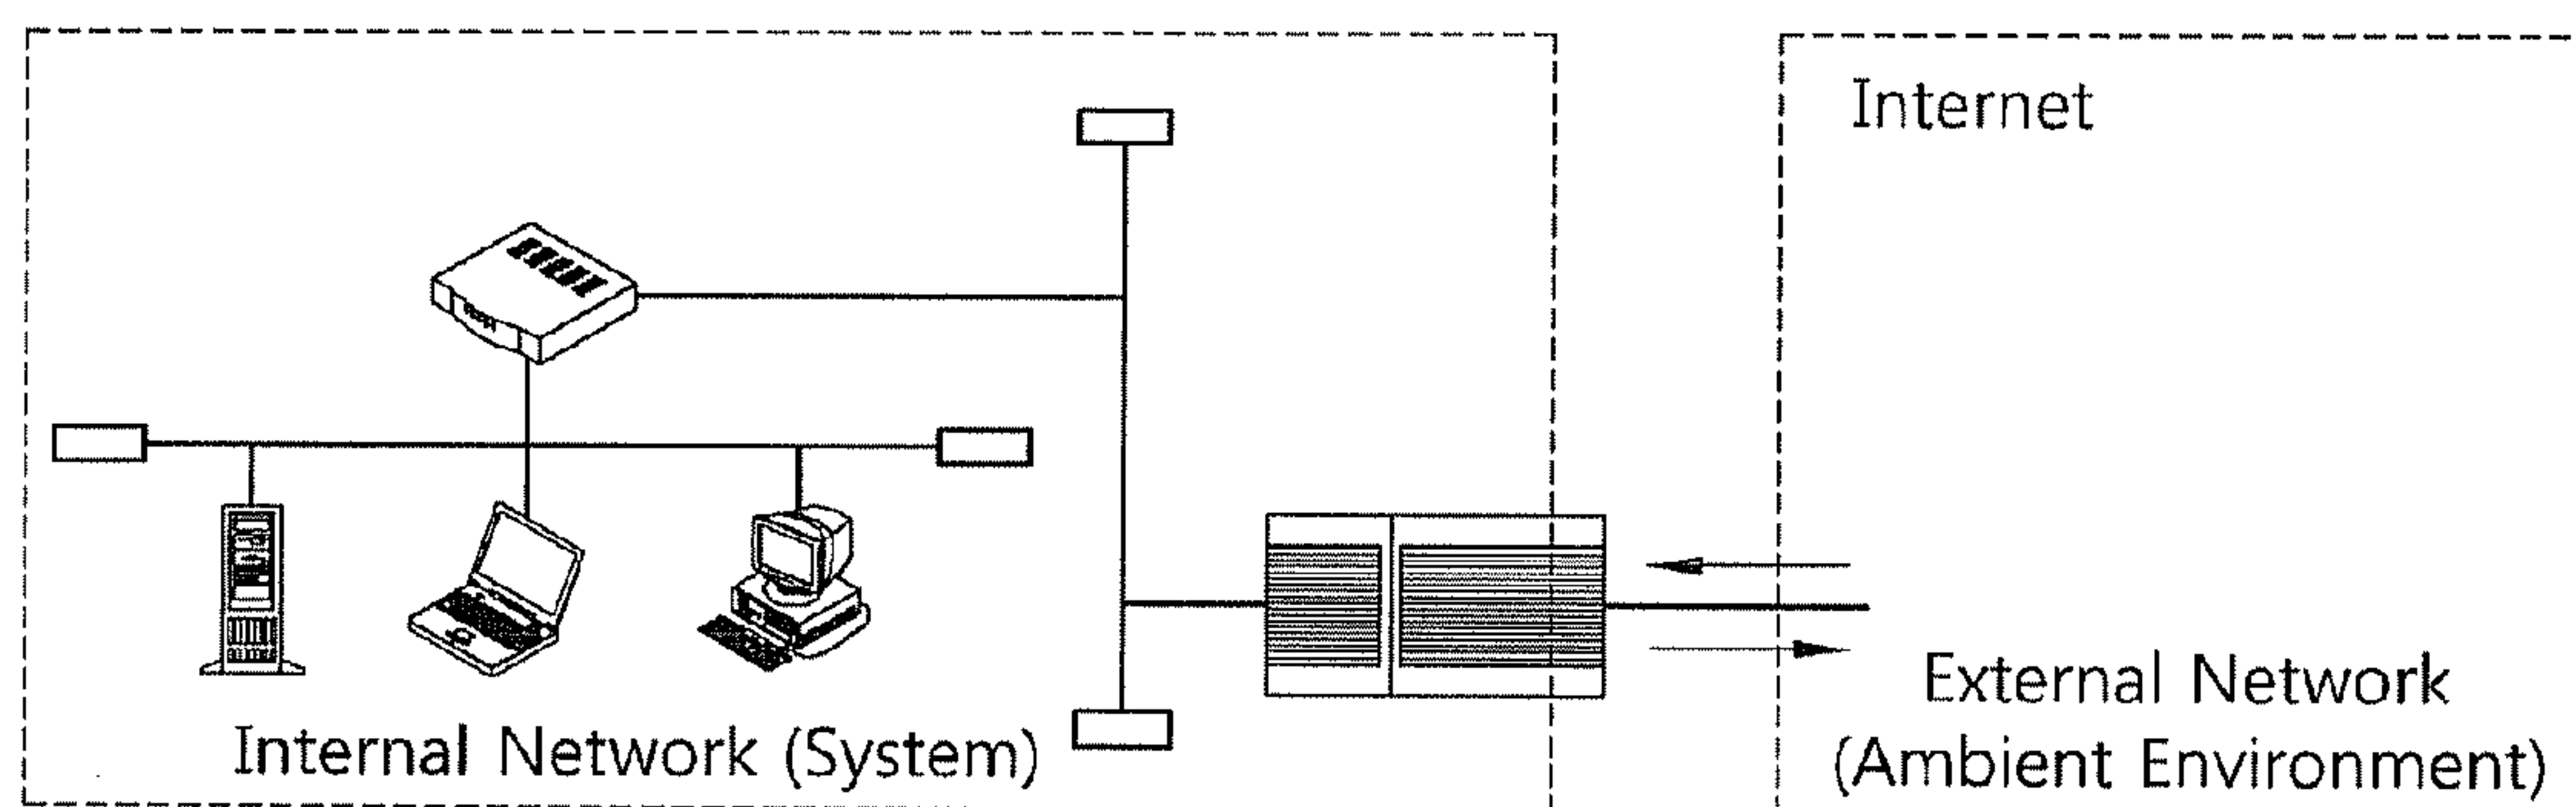 Internet
Internal Network (System)
External Network
(Ambient Environment)